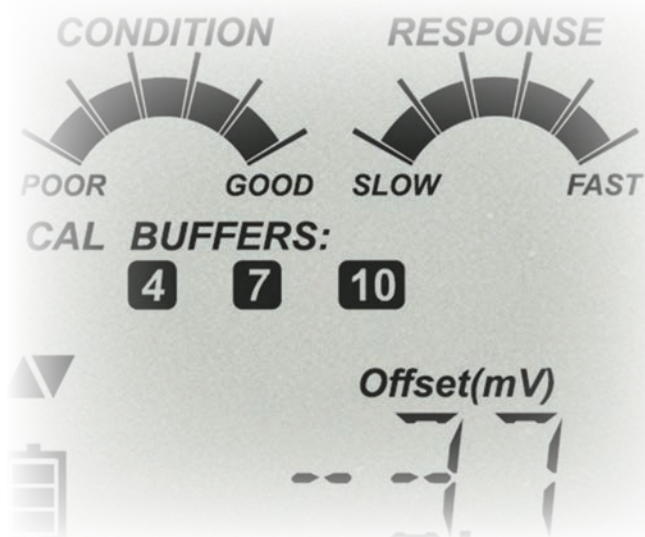 CONDITION RESPONSE
POOR GOOD SLOW FAST
CAL BUFFERS:
4 7 10
Offset(mV)